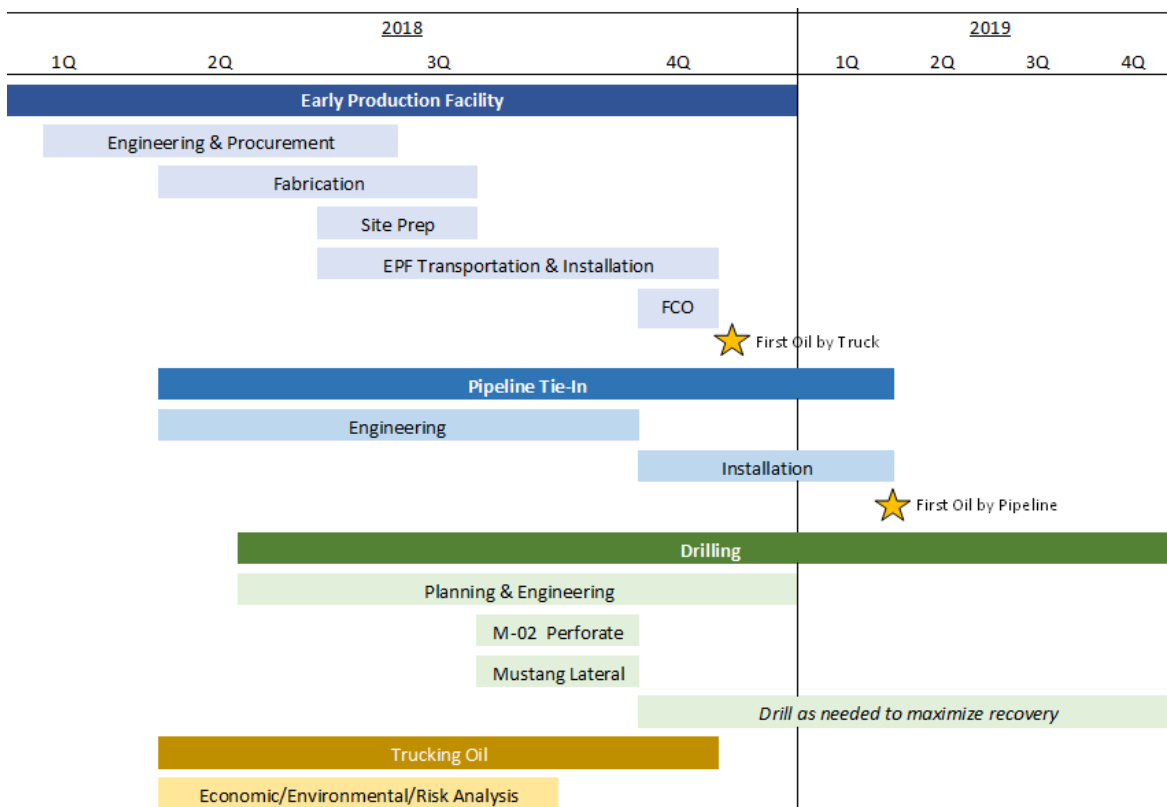 2018 2019
1Q 2Q 3Q 4Q 1Q 2Q 3Q 4Q
Early Production Facility
Engineering & Procurement
Fabrication
Site Prep
EPF Transportation & Installation
FCO
First Oil by Truck
Pipeline Tie-In
Engineering
Installation
First Oil by Pipeline
Drilling
Planning & Engineering
M-02 Perforate
Mustang Lateral
Drill as needed to maximize recovery
Trucking Oil
Economic/Environmental/Risk Analysis